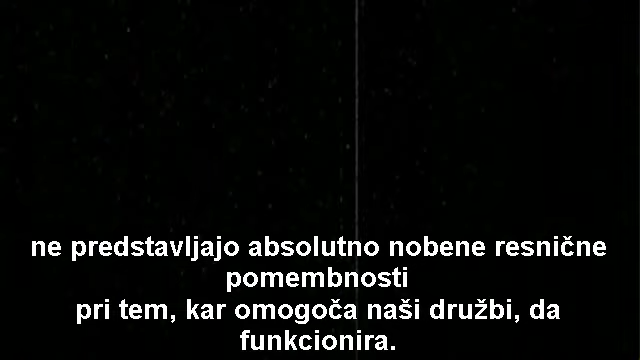 ne predstavljajo absolutno nobene resnične
pomembnosti
pri tem, kar omogoča naši družbi, da
funkcionira.